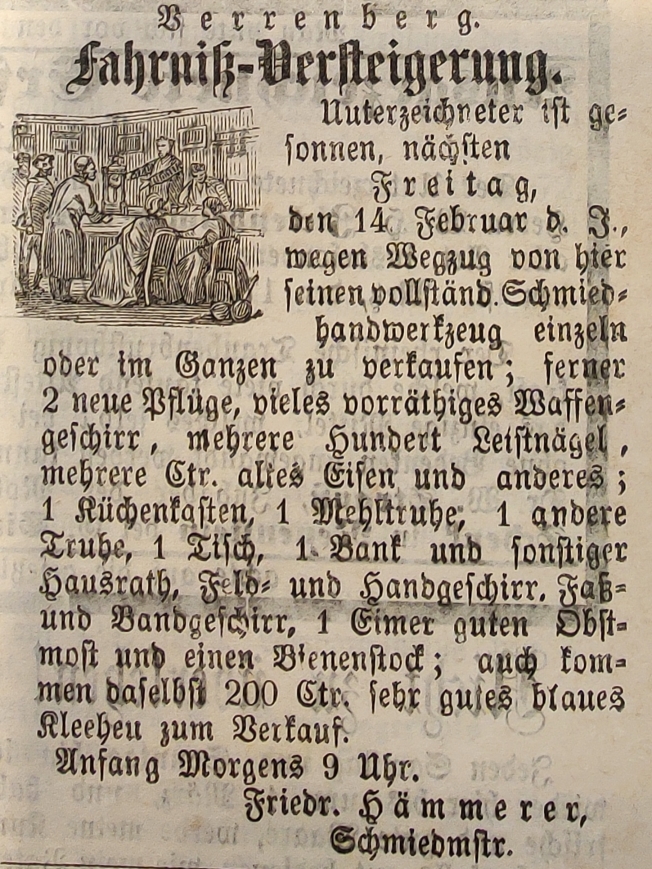 Verrenberg.
Fahrniß-Versteigerung.
Unterzeichneter ist ge-
sonnen, nächsten
Freitag,
den 14. Februar d. J.,
wegen Wegzug von hier
seinen vollständ. Schmied-
handwerkzeug einzeln
oder im Ganzen zu verkaufen; ferner
2 neue Pflüge, vieles vorräthiges Waffen-
geschirr, mehrere Hundert Leistnägel,
mehrere Ctr. altes Eisen und anderes;
1 Küchenkasten, 1 Mehltruhe, 1 andere
Truhe, 1 Tisch, 1 Bank und sonstiger
Hausrath, Feld- und Handgeschirr, Faß-
und Bandgeschirr, 1 Eimer guten Obst-
most und einen Bienenstock; auch kom-
men daselbst 200 Ctr. sehr gutes blaues
Kleeheu zum Verkauf.
Anfang Morgens 9 Uhr.
Friedr. Hämmerer,
Schmiedmstr.